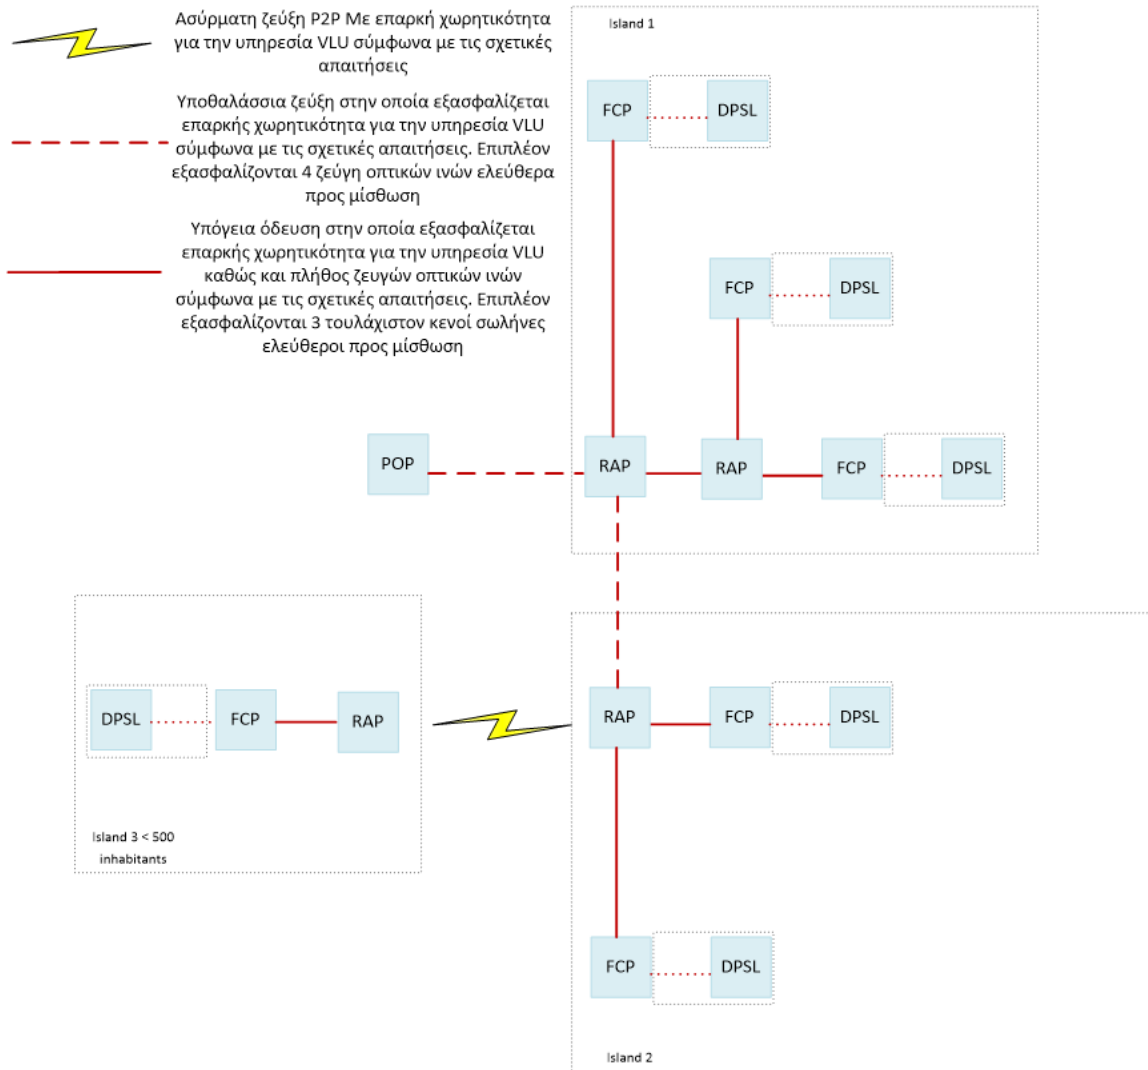 Ασύρματη ζεύξη P2P Με επαρκή χωρητικότητα
για την υπηρεσία VLU σύμφωνα με τις σχετικές
απαιτήσεις
Υποθαλάσσια ζεύξη στην οποία εξασφαλίζεται
επαρκής χωρητικότητα για την υπηρεσία VLU
σύμφωνα με τις σχετικές απαιτήσεις. Επιπλέον
εξασφαλίζονται 4 ζεύγη οπτικών ινών ελεύθερα
προς μίσθωση
Υπόγεια όδευση στην οποία εξασφαλίζεται
επαρκής χωρητικότητα για την υπηρεσία VLU
καθώς και πλήθος ζευγών οπτικών ινών
σύμφωνα με τις σχετικές απαιτήσεις. Επιπλέον
εξασφαλίζονται 3 τουλάχιστον κενοί σωλήνες
ελεύθεροι προς μίσθωση
Island 1
FCP DPSL
FCP DPSL
POP RAP RAP FCP DPSL
DPSL FCP RAP
Island 3 < 500
inhabitants
RAP FCP DPSL
FCP DPSL
Island 2